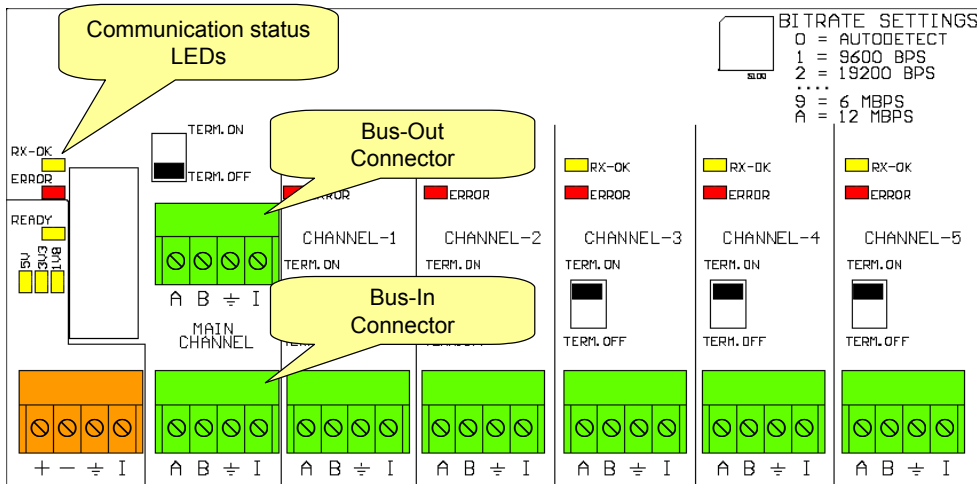 Communication status
LEDs
BITRATE SETTINGS
0 = AUTODETECT
1 = 9600 BPS
2 = 19200 BPS
....
9 = 6 MBPS
A = 12 MBPS
S100
TERM.ON
TERM.OFF
Bus-Out
Connector
RX-OK
ERROR
READY
5V
3V3
1V8
A B I
MAIN
CHANNEL
Bus-In
Connector
ERROR
CHANNEL-1
TERM.ON
ERROR
CHANNEL-2
TERM.ON
RX-OK
ERROR
CHANNEL-3
TERM.ON
TERM.OFF
RX-OK
ERROR
CHANNEL-4
TERM.ON
TERM.OFF
RX-OK
ERROR
CHANNEL-5
TERM.ON
TERM.OFF
+ − I
A B I
A B I
A B I
A B I
A B I
A B I